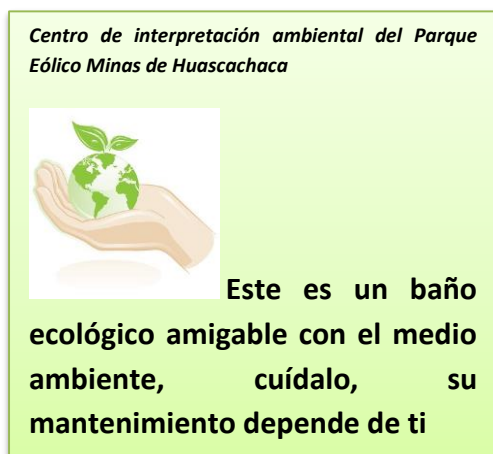 Centro de interpretación ambiental del Parque
Eólico Minas de Huascachaca
Este es un baño
ecológico amigable con el medio
ambiente, cuídalo, su
mantenimiento depende de ti